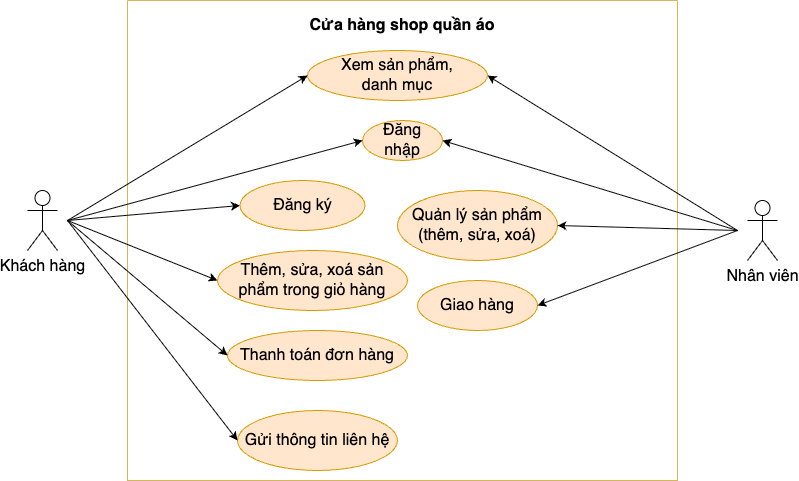 Cửa hàng shop quần áo
Xem sản phẩm,
danh mục
Đăng
nhập
Đăng ký
Quản lý sản phẩm
(thêm, sửa, xoá)
Khách hàng
Nhân viên
Thêm, sửa, xoá sản
phẩm trong giỏ hàng
Giao hàng
Thanh toán đơn hàng
Gửi thông tin liên hệ